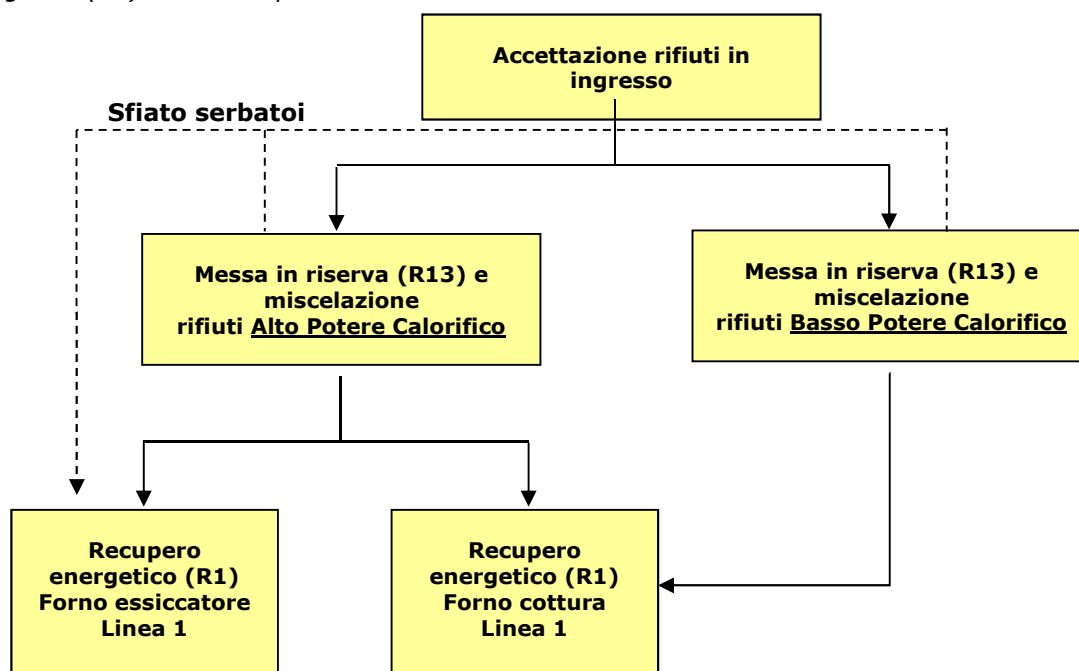 Accettazione rifiuti in
ingresso
Sfiato serbatoi
Messa in riserva (R13) e
miscelazione
rifiuti Alto Potere Calorifico
Messa in riserva (R13) e
miscelazione
rifiuti Basso Potere Calorifico
Recupero
energetico (R1)
Forno essiccatore
Linea 1
Recupero
energetico (R1)
Forno cottura
Linea 1